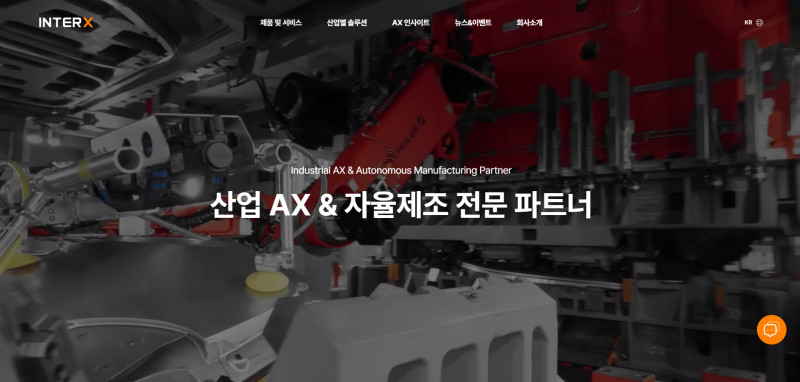 INTERX
제품 및 서비스
산업별 솔루션
AX 인사이트
뉴스&이벤트
회사소개
KR
Industrial AX & Autonomous Manufacturing Partner
산업 AX & 자율제조 전문 파트너